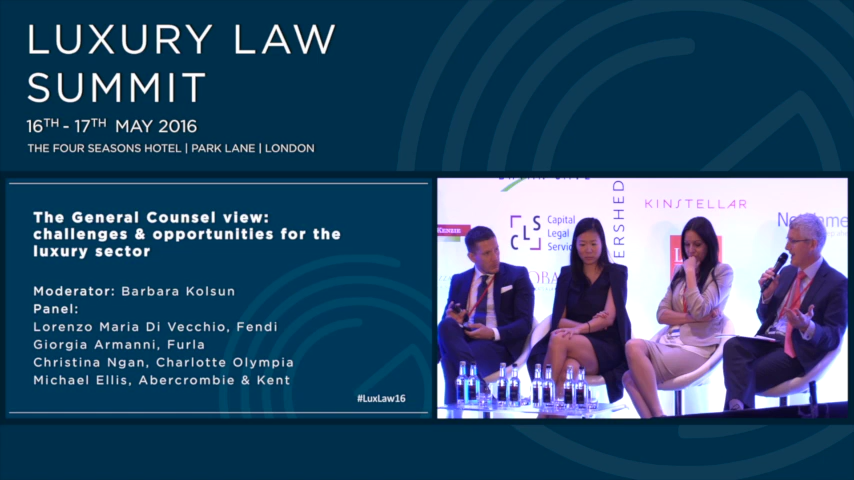 LUXURY LAW
SUMMIT
16TH - 17TH MAY 2016
THE FOUR SEASONS HOTEL | PARK LANE | LONDON
The General Counsel view:
challenges & opportunities for the
luxury sector
Moderator: Barbara Kolsun
Panel:
Lorenzo Maria Di Vecchio, Fendi
Giorgia Armanni, Furla
Christina Ngan, Charlotte Olympia
Michael Ellis, Abercrombie & Kent
#LuxLaw16
KINSTELLAR
CLS
Capital
Legal
Servic
ERSHED